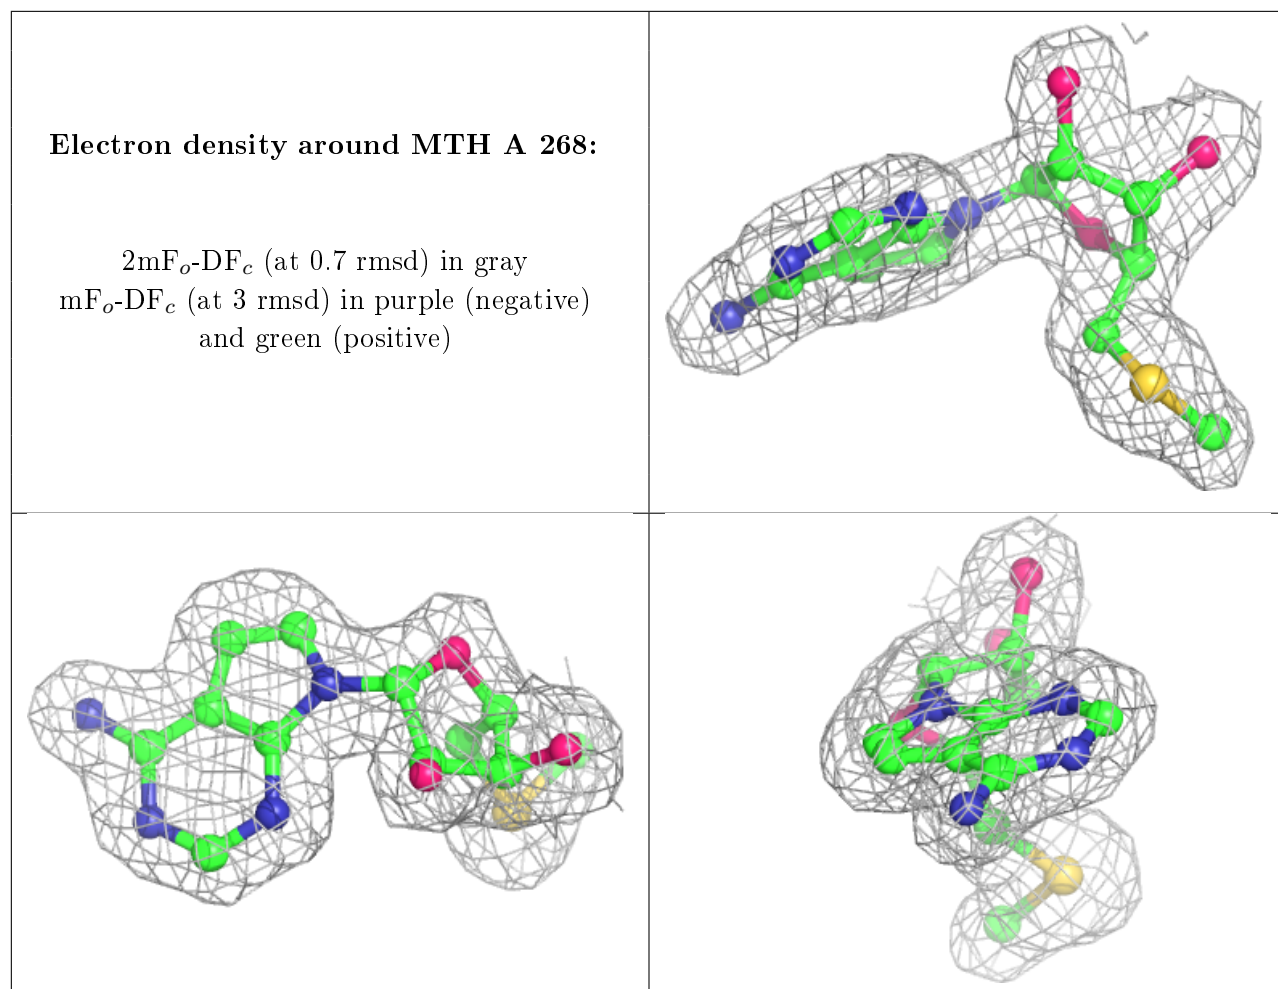 Electron density around MTH A 268:
2mFo-DFc (at 0.7 rmsd) in gray
mFo-DFc (at 3 rmsd) in purple (negative)
and green (positive)